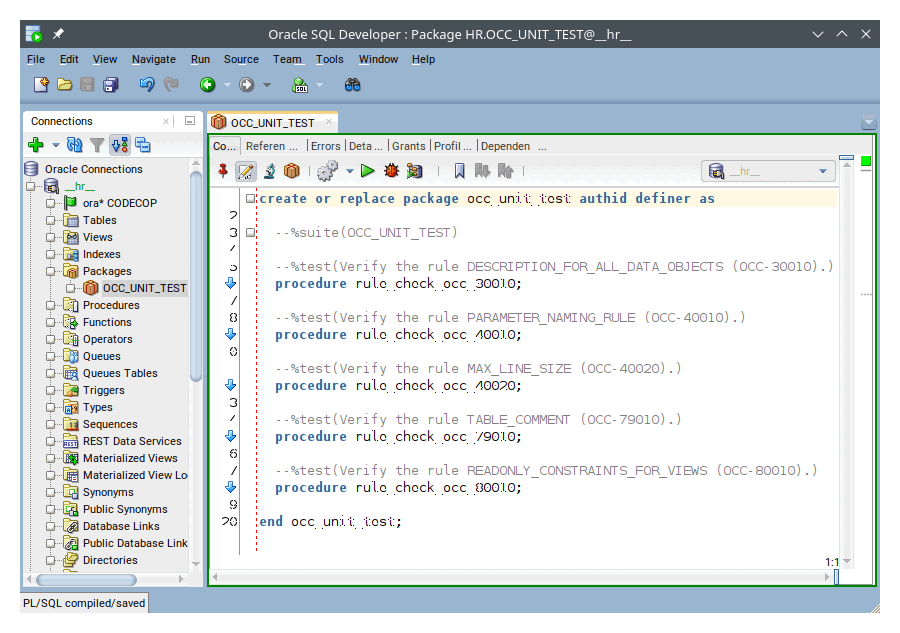 Oracle SQL Developer : Package HR.OCC_UNIT_TEST@__hr__
File Edit View Navigate Run Source Team Tools Window Help
Connections
OCC_UNIT_TEST
Co... Referen ... Errors Deta ... Grants Profil ... Dependen ...
Oracle Connections
__hr__
ora* CODECOP
Tables
Views
Indexes
Packages
OCC_UNIT_TEST
Procedures
Functions
Operators
Queues
Queues Tables
Triggers
Types
Sequences
REST Data Services
Materialized Views
Materialized View Lo
Synonyms
Public Synonyms
Database Links
Public Database Link
Directories
__hr__
create or replace package occ_unit_test authid definer as
2
3 --%suite(OCC_UNIT_TEST)
--%test(Verify the rule DESCRIPTION_FOR_ALL_DATA_OBJECTS (OCC-30010).)
procedure rule_check_occ_30010;
8 --%test(Verify the rule PARAMETER_NAMING_RULE (OCC-40010).)
procedure rule_check_occ_40010;
0
--%test(Verify the rule MAX_LINE_SIZE (OCC-40020).)
procedure rule_check_occ_40020;
3
--%test(Verify the rule TABLE_COMMENT (OCC-79010).)
procedure rule_check_occ_79010;
6
--%test(Verify the rule READONLY_CONSTRAINTS_FOR_VIEWS (OCC-80010).)
procedure rule_check_occ_80010;
9
20 end occ_unit_test;
1:1
PL/SQL compiled/saved